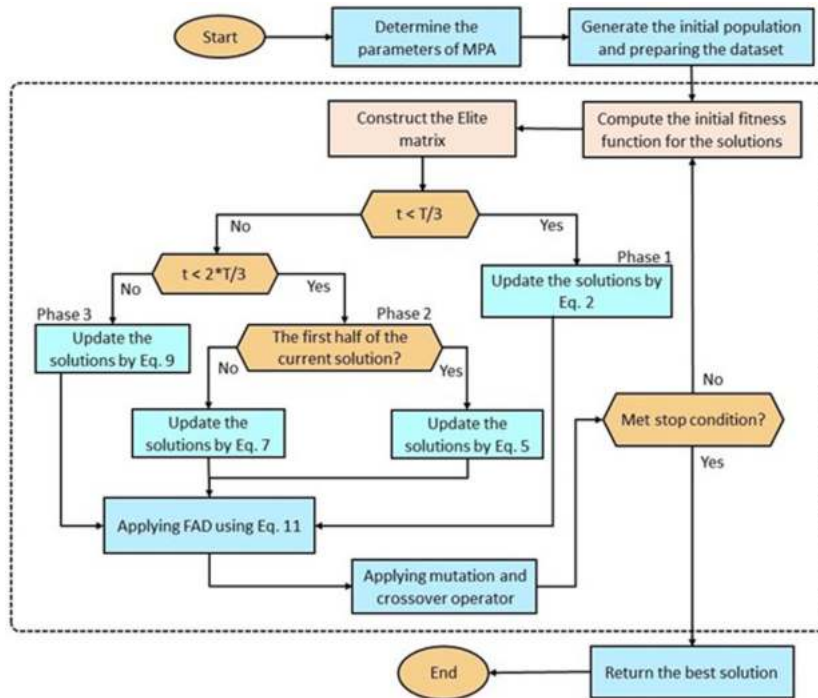 Start
Determine the
parameters of MPA
Generate the initial population
and preparing the dataset
Construct the Elite
matrix
Compute the initial fitness
function for the solutions
t < T/3
No
Yes
t < 2*T/3
Phase 1
Update the solutions by
Eq. 2
No
Yes
Phase 3
Phase 2
Update the
solutions by Eq. 9
The first half of the
current solution?
No
Yes
No
Update the
solutions by Eq. 7
Update the
solutions by Eq. 5
Met stop condition?
Yes
Applying FAD using Eq. 11
Applying mutation and
crossover operator
End
Return the best solution